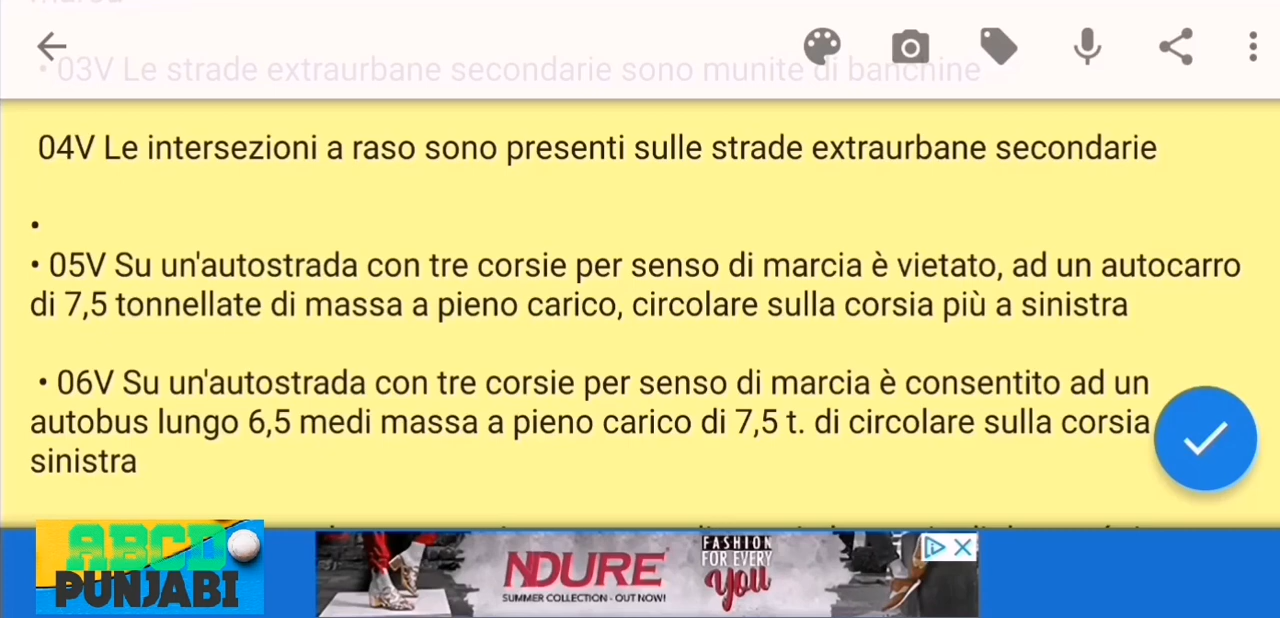 • 03V Le strade extraurbane secondarie sono munite di banchine
04V Le intersezioni a raso sono presenti sulle strade extraurbane secondarie
•
• 05V Su un'autostrada con tre corsie per senso di marcia è vietato, ad un autocarro
di 7,5 tonnellate di massa a pieno carico, circolare sulla corsia più a sinistra
• 06V Su un'autostrada con tre corsie per senso di marcia è consentito ad un
autobus lungo 6,5 medi massa a pieno carico di 7,5 t. di circolare sulla corsia
sinistra
ABCD
PUNJABI
NDURE
SUMMER COLLECTION - OUT NOW!
FASHION
FOR EVERY
you